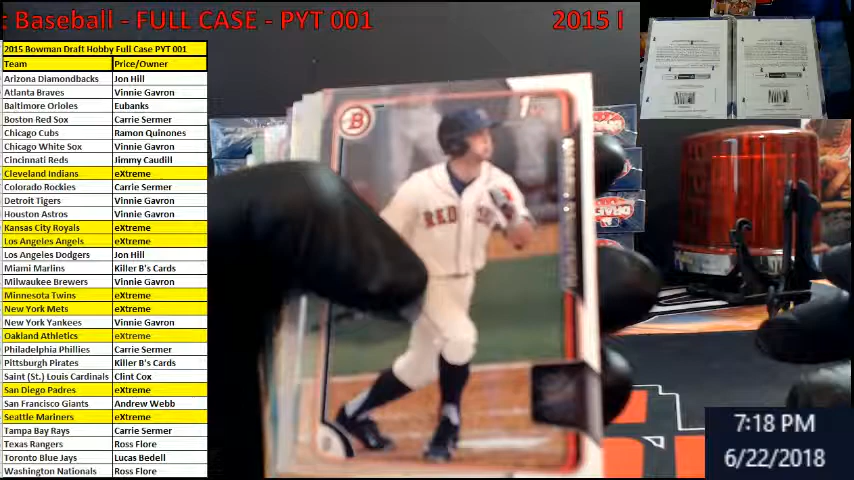 : Baseball - FULL CASE - PYT 001 2015 I
2015 Bowman Draft Hobby Full Case PYT 001
Team Price/Owner
Arizona Diamondbacks Jon Hill
Atlanta Braves Vinnie Gavron
Baltimore Orioles Eubanks
Boston Red Sox Carrie Sermer
Chicago Cubs Ramon Quinones
Chicago White Sox Vinnie Gavron
Cincinnati Reds Jimmy Caudill
Cleveland Indians eXtreme
Colorado Rockies Carrie Sermer
Detroit Tigers Vinnie Gavron
Houston Astros Vinnie Gavron
Kansas City Royals eXtreme
Los Angeles Angels eXtreme
Los Angeles Dodgers Jon Hill
Miami Marlins Killer B's Cards
Milwaukee Brewers Vinnie Gavron
Minnesota Twins eXtreme
New York Mets eXtreme
New York Yankees Vinnie Gavron
Oakland Athletics eXtreme
Philadelphia Phillies Carrie Sermer
Pittsburgh Pirates Killer B's Cards
Saint (St.) Louis Cardinals Clint Cox
San Diego Padres eXtreme
San Francisco Giants Andrew Webb
Seattle Mariners eXtreme
Tampa Bay Rays Carrie Sermer
Texas Rangers Ross Flore
Toronto Blue Jays Lucas Bedell
Washington Nationals Ross Flore
B
1st
RED SOX
DRAFT
7:18 PM
6/22/2018